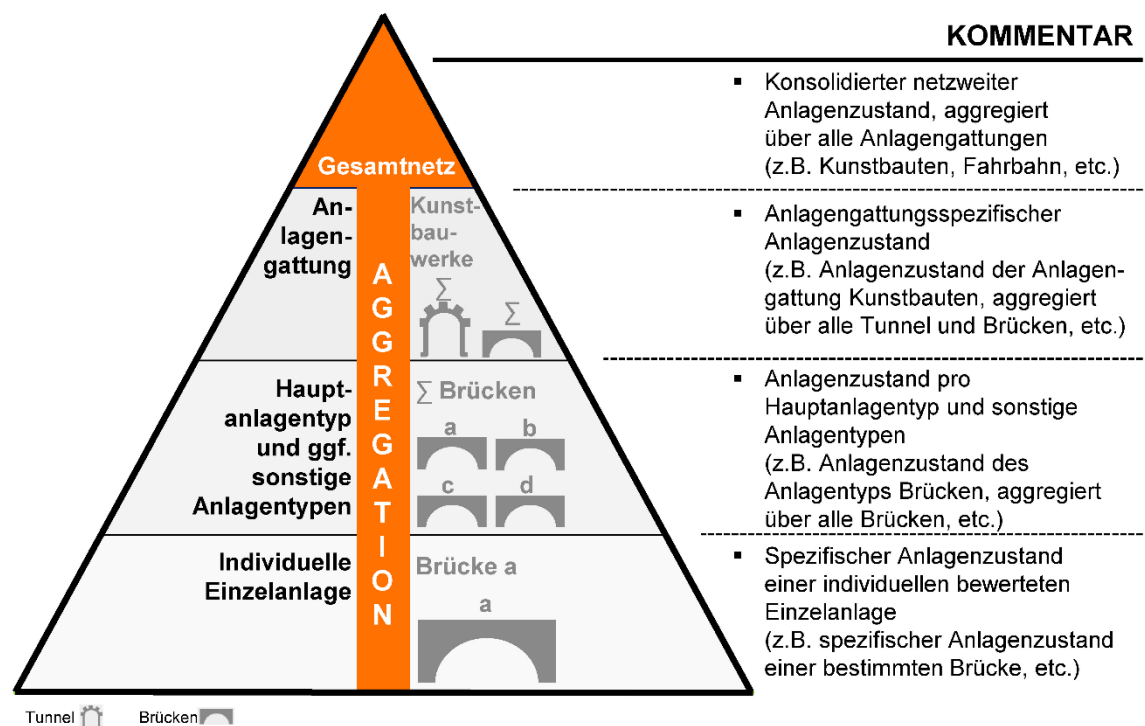 KOMMENTAR
Gesamtnetz
▪ Konsolidierter netzweiter
Anlagenzustand, aggregiert
über alle Anlagengattungen
(z.B. Kunstbauten, Fahrbahn, etc.)
An-
lagen-
gattung
Kunst-
bau-
werke
∑
∑
▪ Anlagengattungsspezifischer
Anlagenzustand
(z.B. Anlagenzustand der Anlagen-
gattung Kunstbauten, aggregiert
über alle Tunnel und Brücken, etc.)
AGGREGATION
Haupt-
anlagentyp
und ggf.
sonstige
Anlagentypen
∑ Brücken
a b
c d
▪ Anlagenzustand pro
Hauptanlagentyp und sonstige
Anlagentypen
(z.B. Anlagenzustand des
Anlagentyps Brücken, aggregiert
über alle Brücken, etc.)
Individuelle
Einzelanlage
Brücke a
a
▪ Spezifischer Anlagenzustand
einer individuellen bewerteten
Einzelanlage
(z.B. spezifischer Anlagenzustand
einer bestimmten Brücke, etc.)
Tunnel Brücken